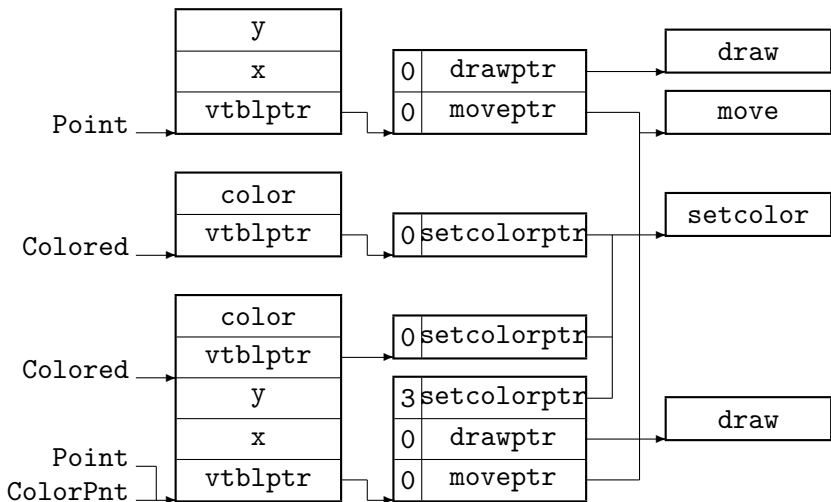 y
x
Point vtblptr
0 drawptr
0 moveptr
draw
move
color
Colored vtblptr
0 setcolorptr
setcolor
color
Colored vtblptr
0 setcolorptr
y
3 setcolorptr
x
0 drawptr
draw
Point
ColorPnt vtblptr
0 moveptr